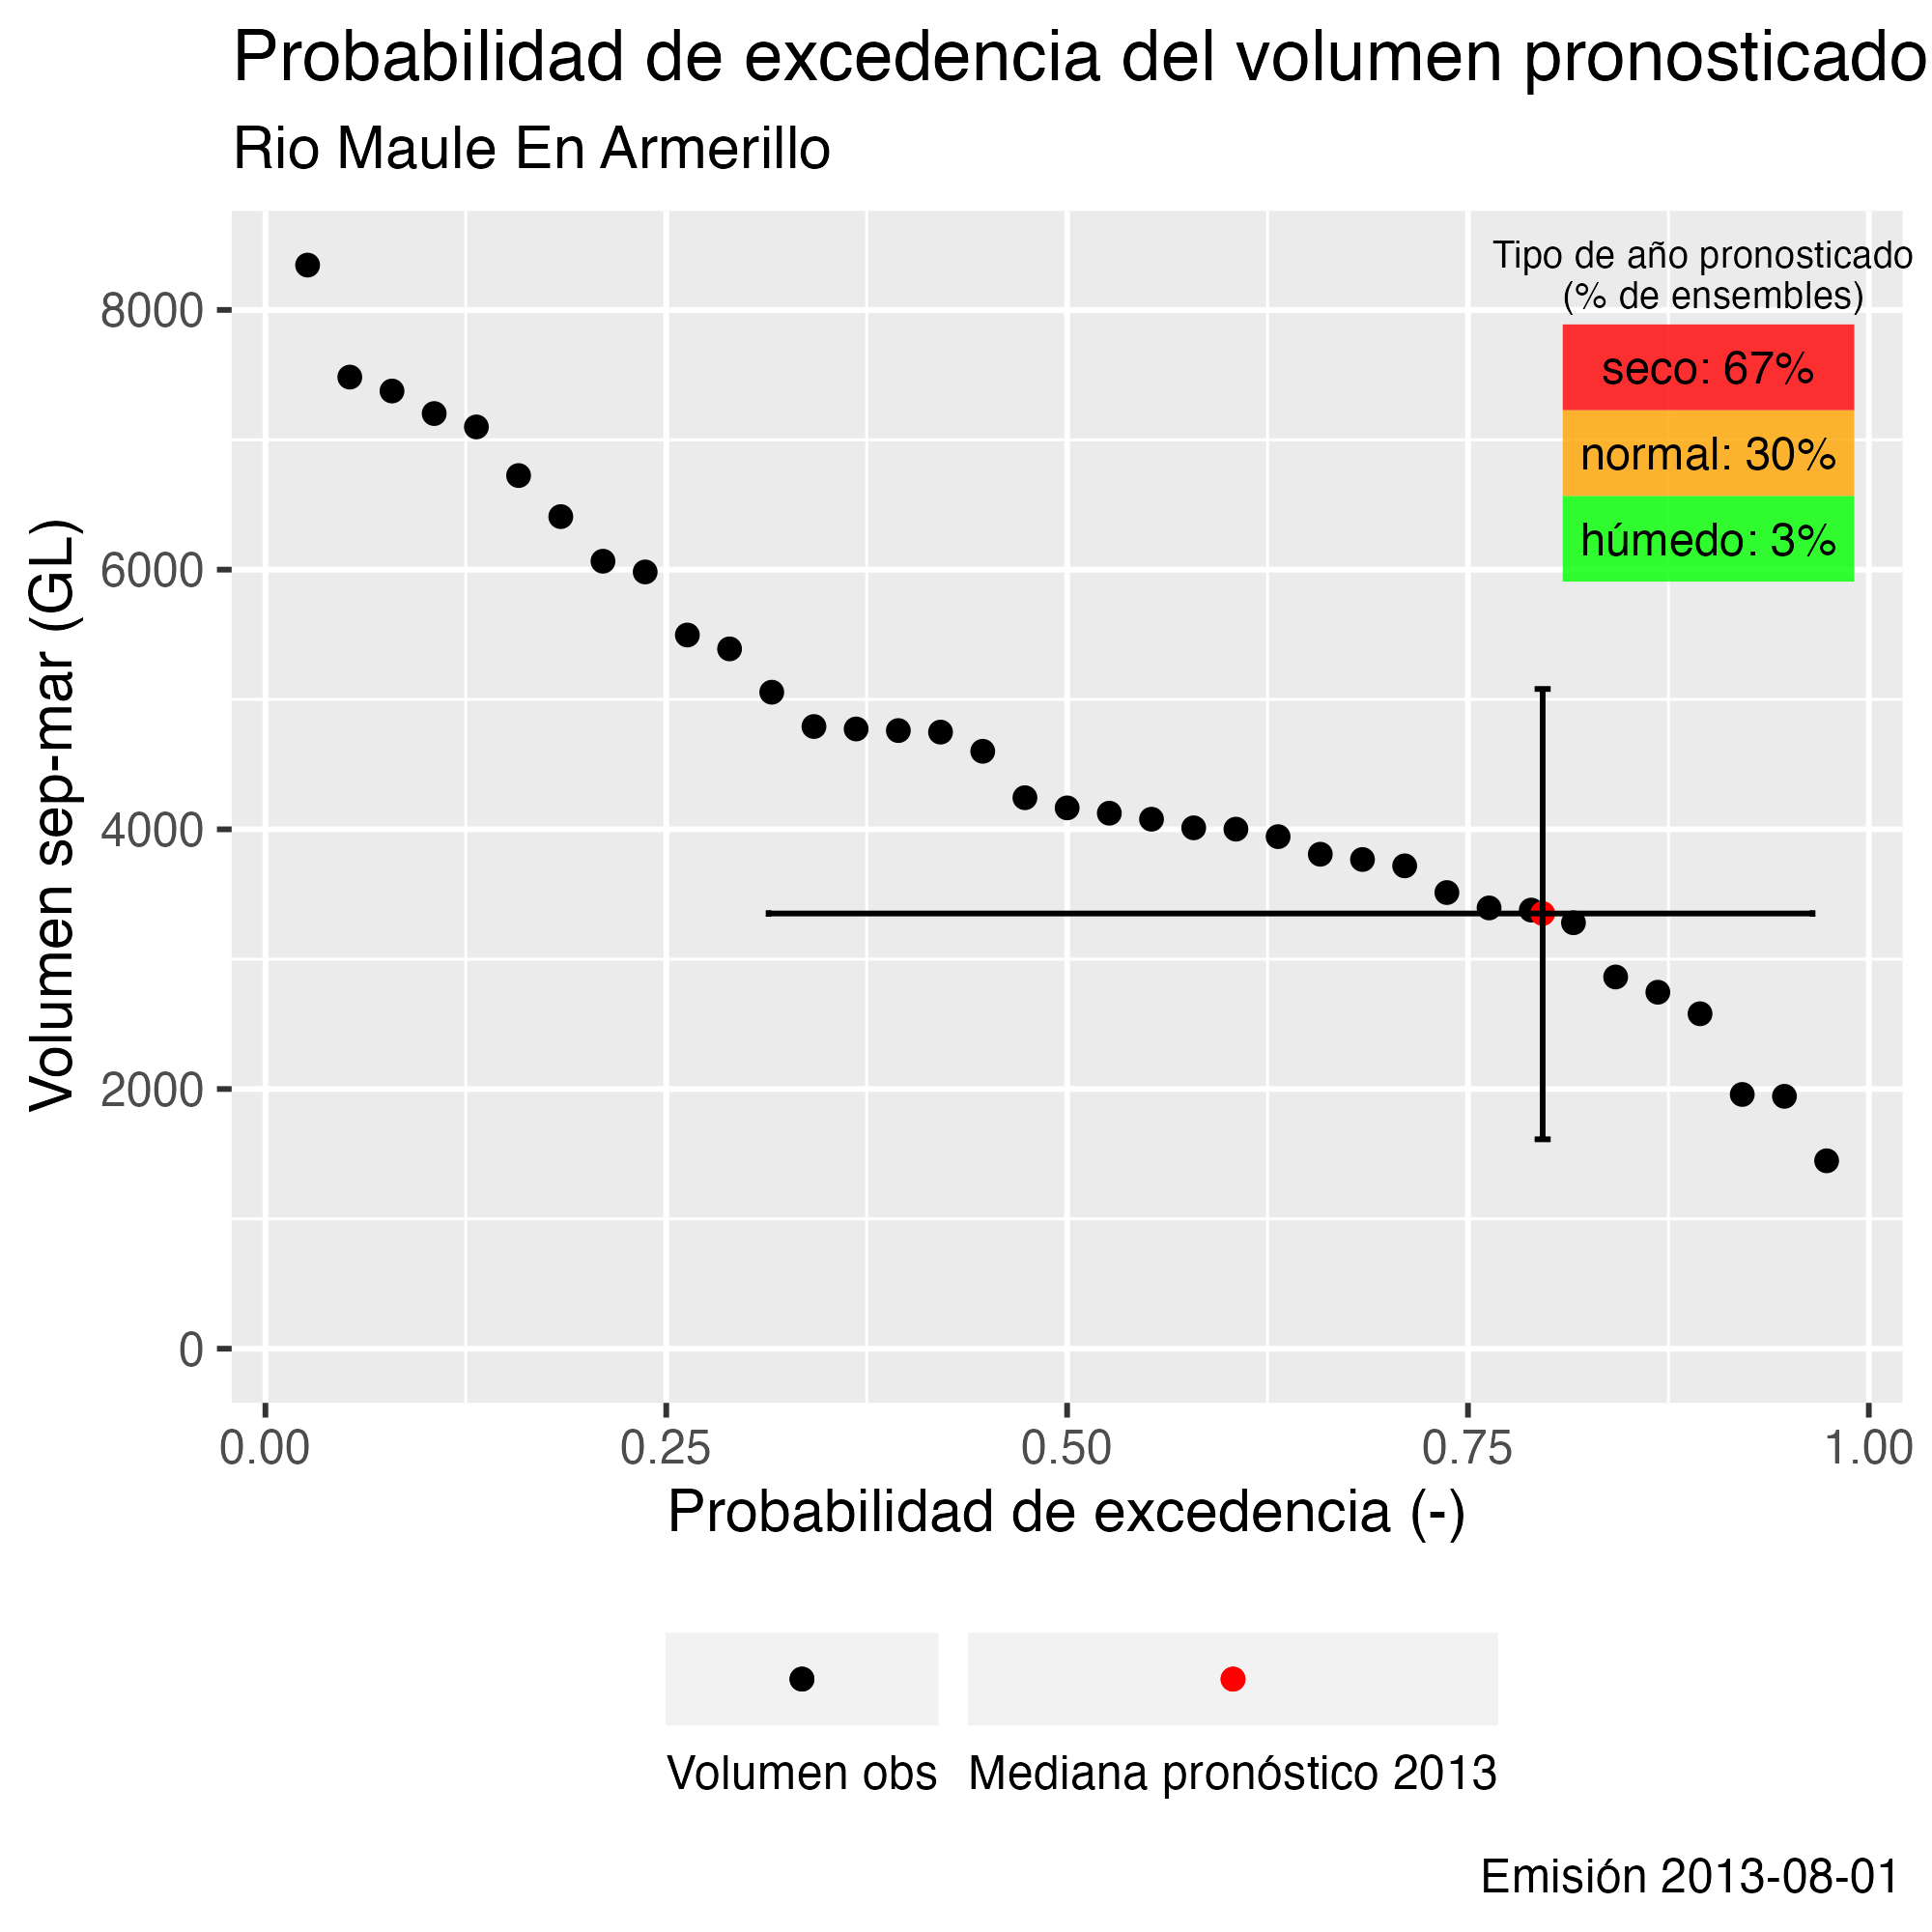 Probabilidad de excedencia del volumen pronosticado
Rio Maule En Armerillo
Tipo de año pronosticado
(% de ensembles)
seco: 67%
normal: 30%
húmedo: 3%
Volumen sep-mar (GL)
8000
6000
4000
2000
0
0.00 0.25 0.50 0.75 1.00
Probabilidad de excedencia (-)
Volumen obs Mediana pronóstico 2013
Emisión 2013-08-01